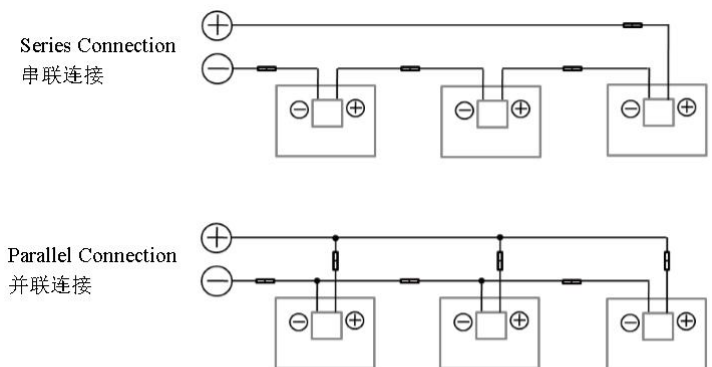 Series Connection
串联连接
Parallel Connection
并联连接